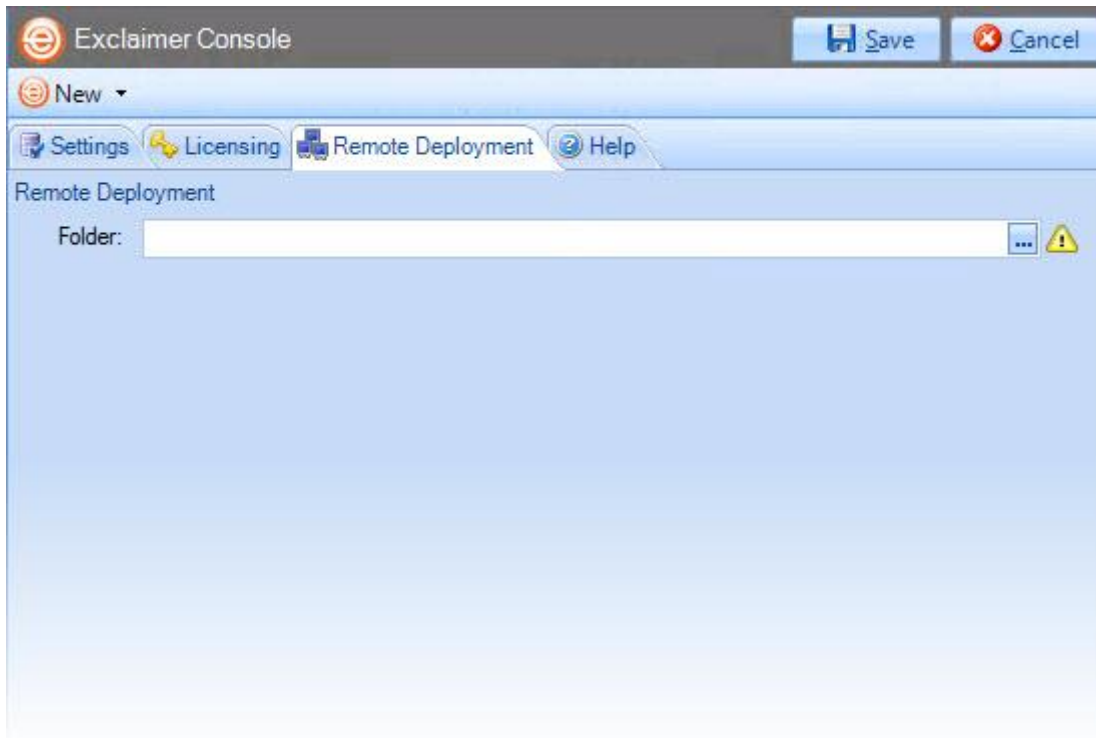 Exclaimer Console
Save
Cancel
New
Settings
Licensing
Remote Deployment
Help
Remote Deployment
Folder:
...